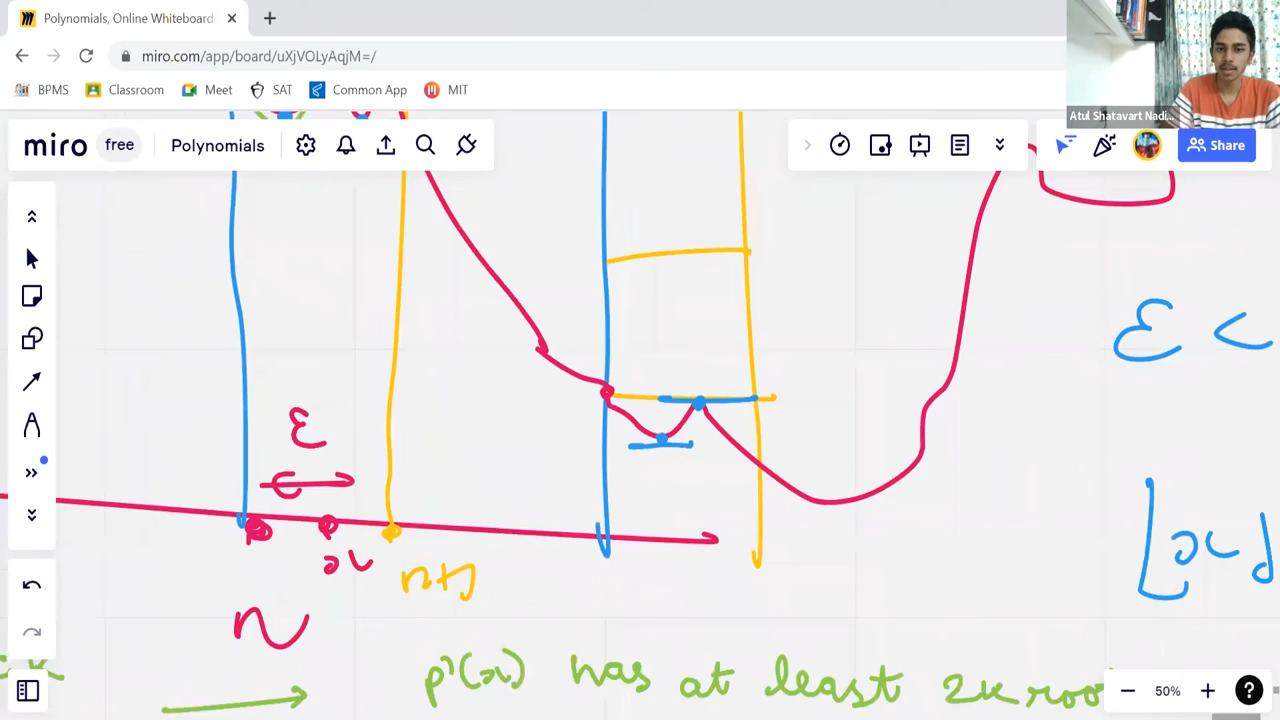 Polynomials, Online Whiteboard
miro.com/app/board/uXjVOLyAqjM=/
BPMS Classroom Meet SAT Common App MIT
Atul Shatavart Nadi...
miro free Polynomials
Share
ε <
ε
x
n+1
n
⌊x⌋
p'(x) has at least 2k roo
50%